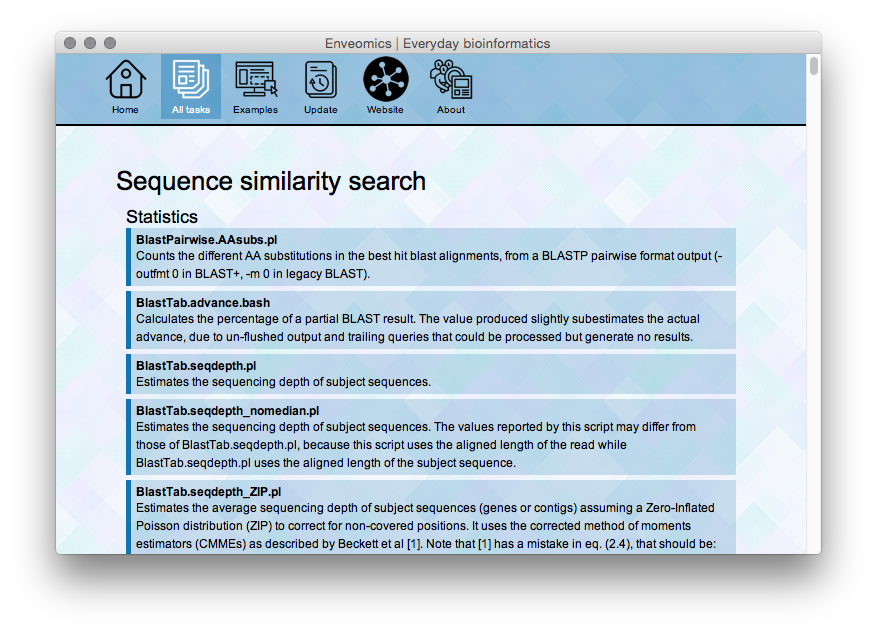 Enveomics | Everyday bioinformatics
Home
All tasks
Examples
Update
Website
About
Sequence similarity search
Statistics
BlastPairwise.AAsubs.pl
Counts the different AA substitutions in the best hit blast alignments, from a BLASTP pairwise format output (-
outfmt 0 in BLAST+, -m 0 in legacy BLAST).
BlastTab.advance.bash
Calculates the percentage of a partial BLAST result. The value produced slightly subestimates the actual
advance, due to un-flushed output and trailing queries that could be processed but generate no results.
BlastTab.seqdepth.pl
Estimates the sequencing depth of subject sequences.
BlastTab.seqdepth_nomedian.pl
Estimates the sequencing depth of subject sequences. The values reported by this script may differ from
those of BlastTab.seqdepth.pl, because this script uses the aligned length of the read while
BlastTab.seqdepth.pl uses the aligned length of the subject sequence.
BlastTab.seqdepth_ZIP.pl
Estimates the average sequencing depth of subject sequences (genes or contigs) assuming a Zero-Inflated
Poisson distribution (ZIP) to correct for non-covered positions. It uses the corrected method of moments
estimators (CMMEs) as described by Beckett et al [1]. Note that [1] has a mistake in eq. (2.4), that should be: